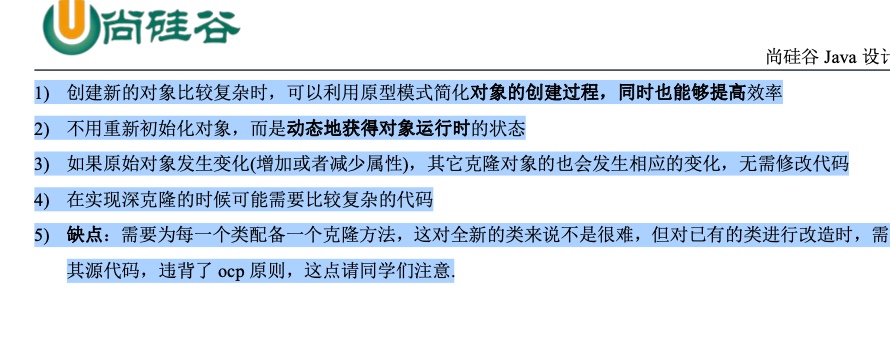 尚硅谷
尚硅谷 Java 设计
1) 创建新的对象比较复杂时，可以利用原型模式简化对象的创建过程，同时也能够提高效率
2) 不用重新初始化对象，而是动态地获得对象运行时的状态
3) 如果原始对象发生变化(增加或者减少属性)，其它克隆对象的也会发生相应的变化，无需修改代码
4) 在实现深克隆的时候可能需要比较复杂的代码
5) 缺点：需要为每一个类配备一个克隆方法，这对全新的类来说不是很难，但对已有的类进行改造时，需
其源代码，违背了 ocp 原则，这点请同学们注意.